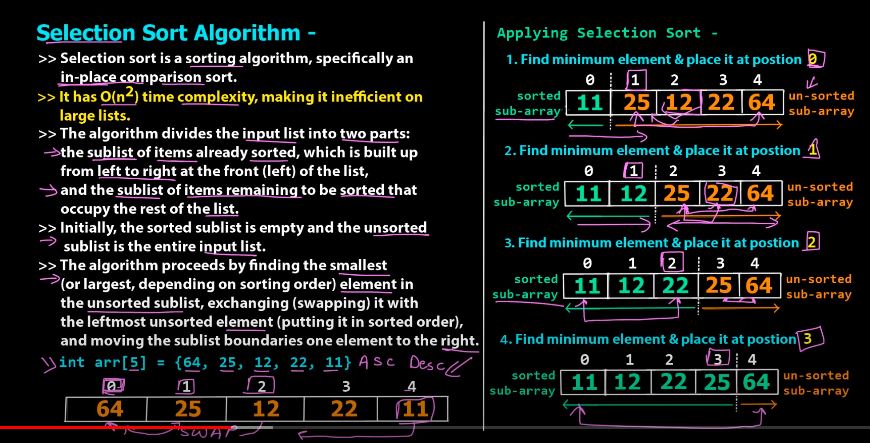 Selection Sort Algorithm -
>> Selection sort is a sorting algorithm, specifically an
in-place comparison sort.
>> It has O(n2) time complexity, making it inefficient on
large lists.
>> The algorithm divides the input list into two parts:
the sublist of items already sorted, which is built up
from left to right at the front (left) of the list,
and the sublist of items remaining to be sorted that
occupy the rest of the list.
>> Initially, the sorted sublist is empty and the unsorted
sublist is the entire input list.
>> The algorithm proceeds by finding the smallest
(or largest, depending on sorting order) element in
the unsorted sublist, exchanging (swapping) it with
the leftmost unsorted element (putting it in sorted order),
and moving the sublist boundaries one element to the right.
int arr[5] = {64, 25, 12, 22, 11} Asc Desc
0 1 2 3 4
64 25 12 22 11
SWAP
Applying Selection Sort -
1. Find minimum element & place it at postion 0
0 1 2 3 4
sorted sub-array 11 25 12 22 64 un-sorted sub-array
2. Find minimum element & place it at postion 1
0 1 2 3 4
sorted sub-array 11 12 25 22 64 un-sorted sub-array
3. Find minimum element & place it at postion 2
0 1 2 3 4
sorted sub-array 11 12 22 25 64 un-sorted sub-array
4. Find minimum element & place it at postion 3
0 1 2 3 4
sorted sub-array 11 12 22 25 64 un-sorted sub-array